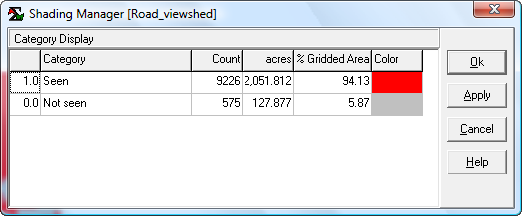 Shading Manager [Road_viewshed]
Category Display
Category Count acres % Gridded Area Color
1.0 Seen 9226 2,051.812 94.13
0.0 Not seen 575 127.877 5.87
Ok
Apply
Cancel
Help